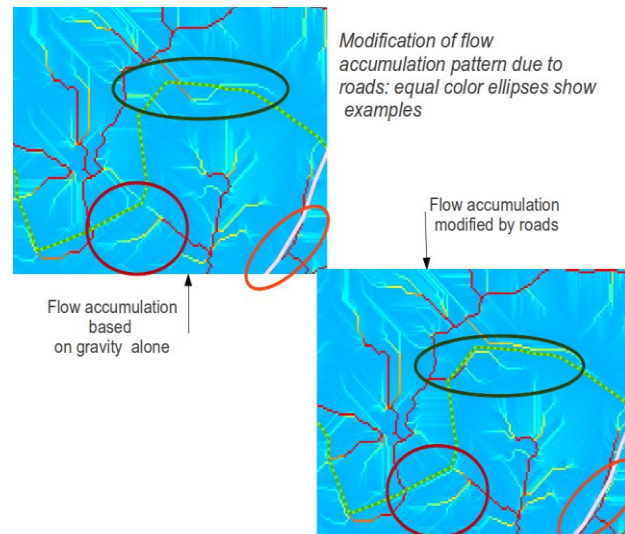 Modification of flow
accumulation pattern due to
roads: equal color ellipses show
examples
Flow accumulation
modified by roads
Flow accumulation
based
on gravity alone